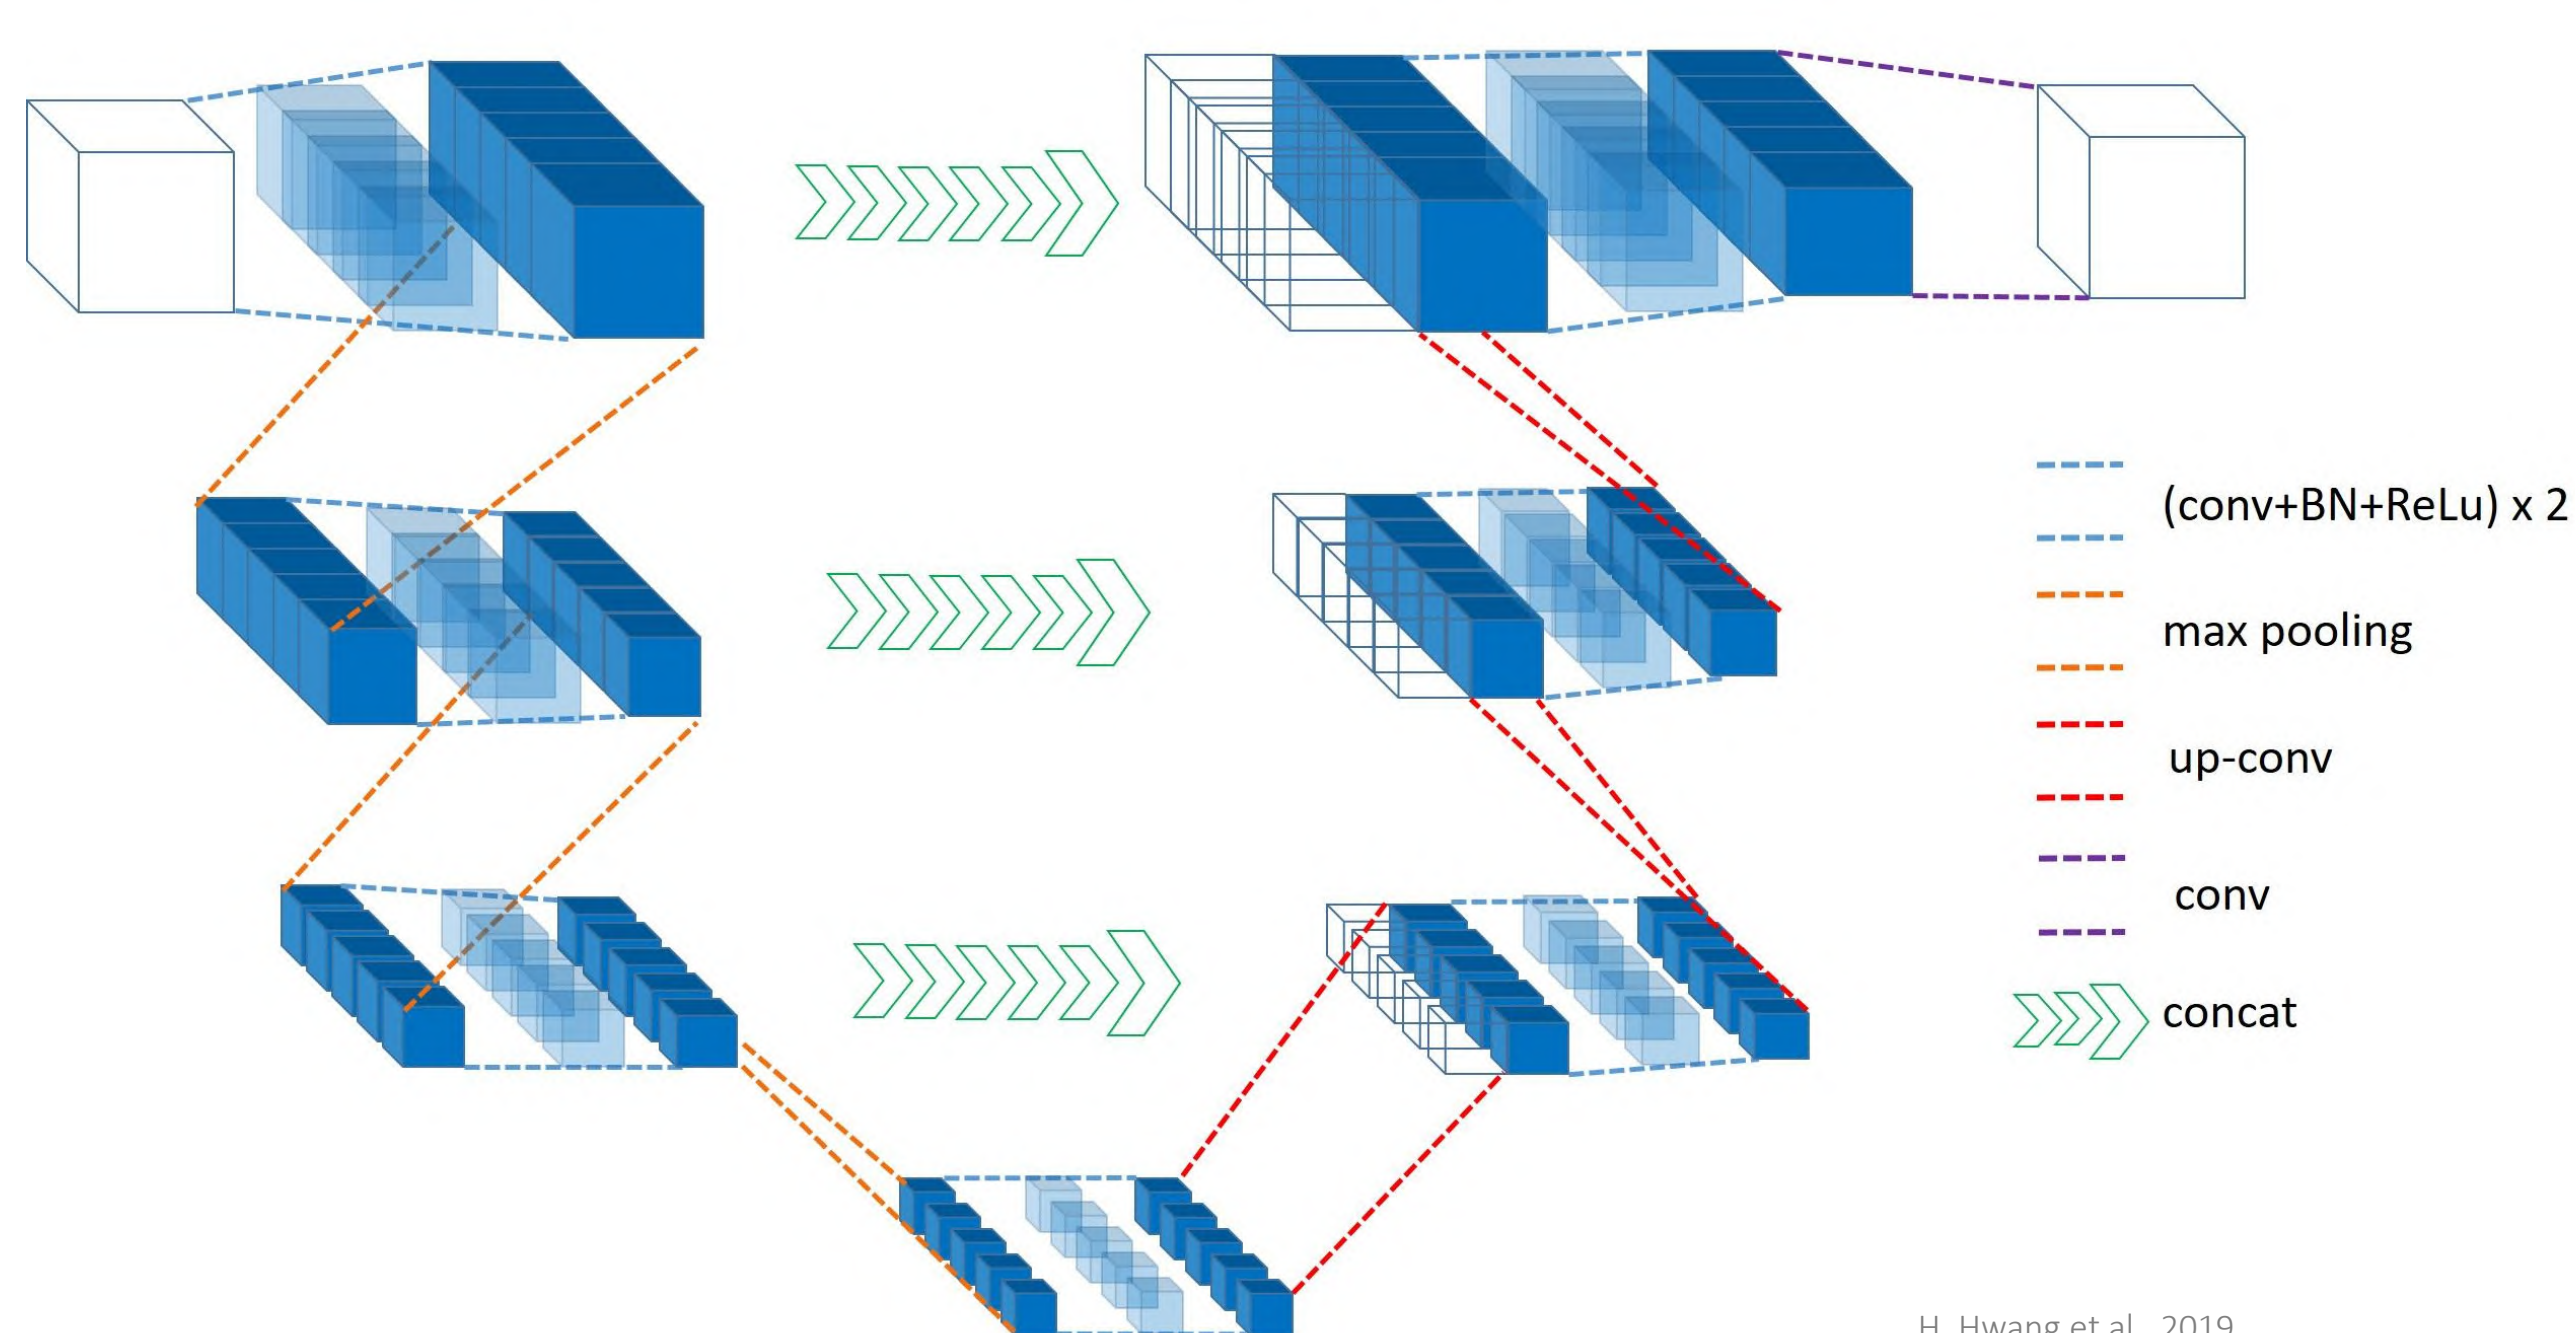 (conv+BN+ReLu) x 2
max pooling
up-conv
conv
concat
H. Hwang et al., 2019